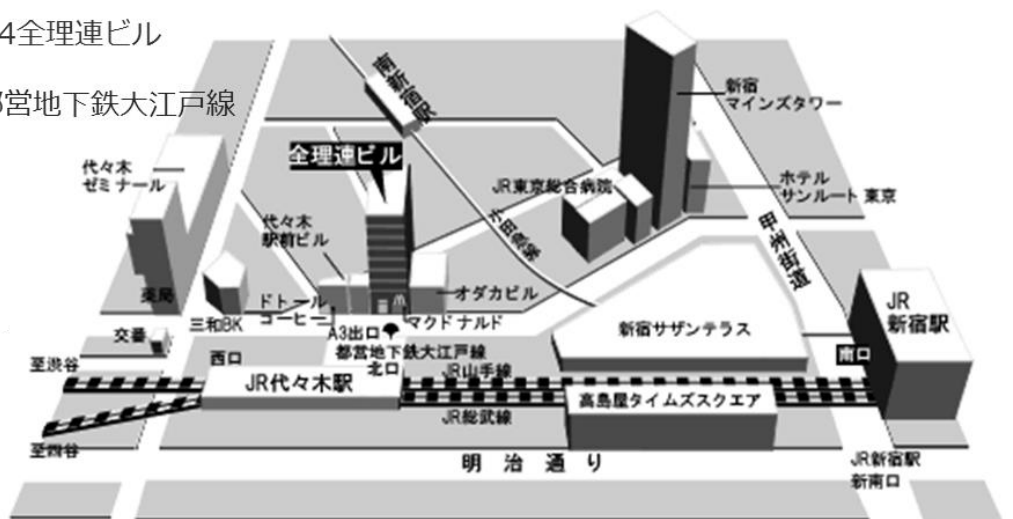 4全理連ビル
都営地下鉄大江戸線
南新宿駅
新宿
マインズタワー
全理連ビル
代々木
ゼミナール
JR東京総合病院
ホテル
サンルート東京
小田急線
代々木
駅前ビル
甲州街道
薬局
オダカビル
ドトール
コーヒー
JR
新宿駅
三和BK
マクドナルド
交番
A3出口
新宿サザンテラス
都営地下鉄大江戸線
西口
北口
南口
至渋谷
JR山手線
JR代々木駅
高島屋タイムズスクエア
JR総武線
至四谷
明治通り
JR新宿駅
新南口